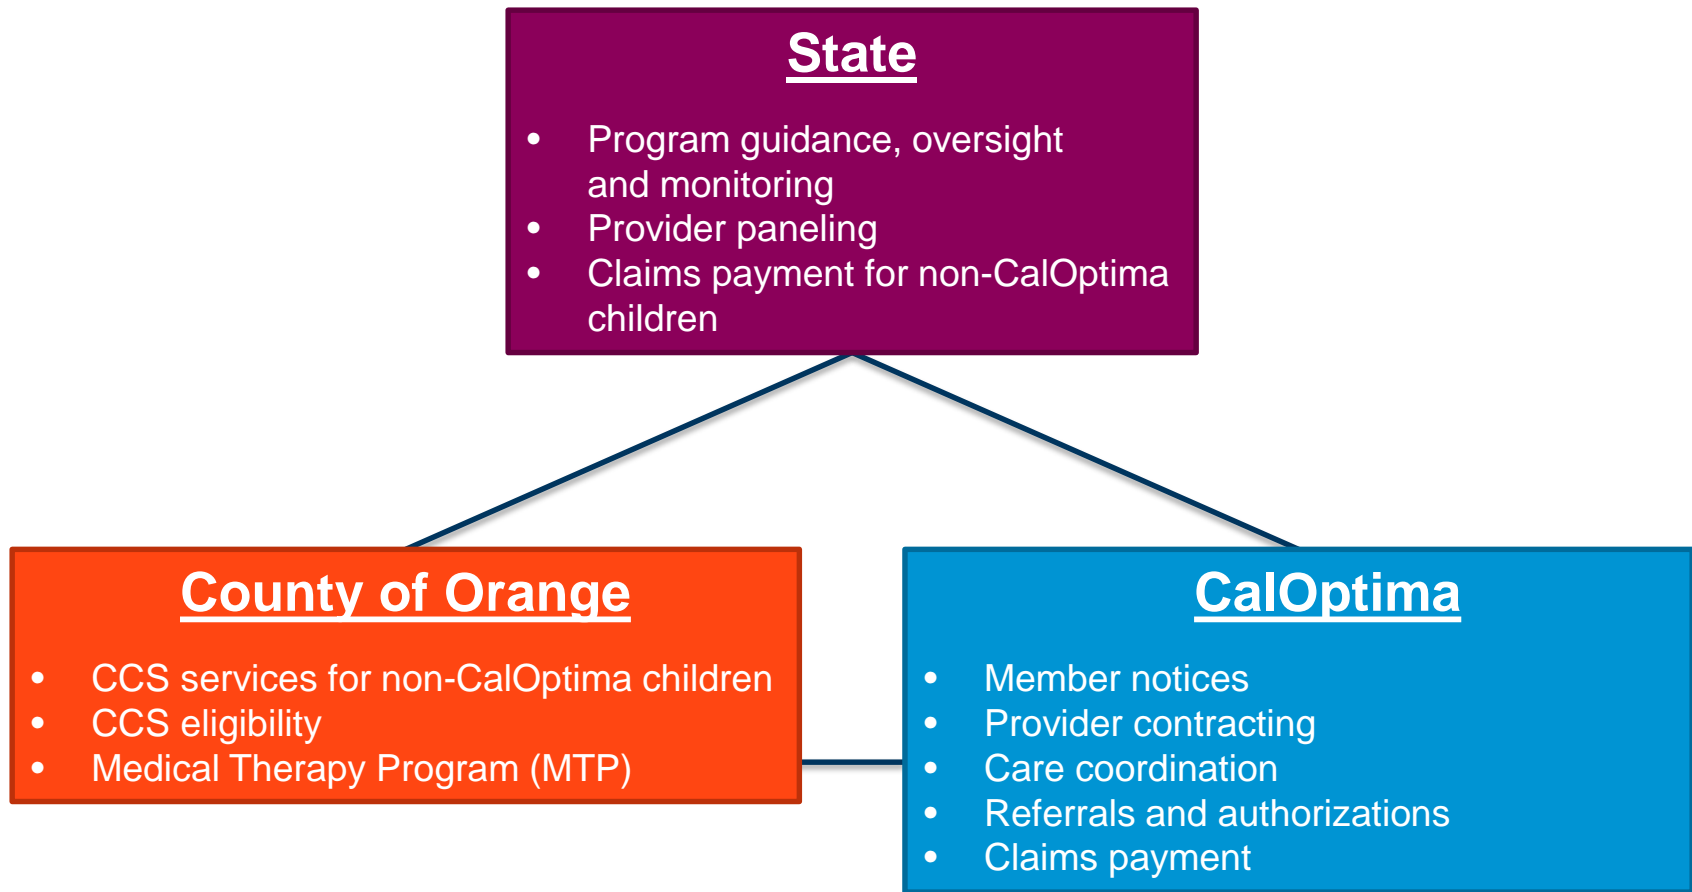 State
• Program guidance, oversight
and monitoring
• Provider paneling
• Claims payment for non-CalOptima
children
County of Orange
• CCS services for non-CalOptima children
• CCS eligibility
• Medical Therapy Program (MTP)
CalOptima
• Member notices
• Provider contracting
• Care coordination
• Referrals and authorizations
• Claims payment